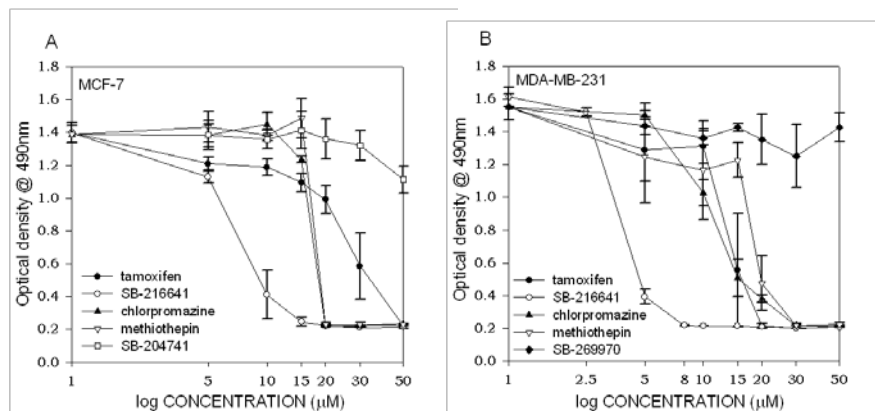 A
MCF-7
Optical density @ 490nm
1.8
1.6
1.4
1.2
1.0
0.8
0.6
0.4
0.2
0.0
tamoxifen
SB-216641
chlorpromazine
methiothepin
SB-204741
1 5 10 15 20 30 50
log CONCENTRATION (μM)
B
MDA-MB-231
Optical density @ 490nm
1.8
1.6
1.4
1.2
1.0
0.8
0.6
0.4
0.2
0.0
tamoxifen
SB-216641
chlorpromazine
methiothepin
SB-269970
1 2.5 5 8 10 15 20 30 50
log CONCENTRATION (μM)